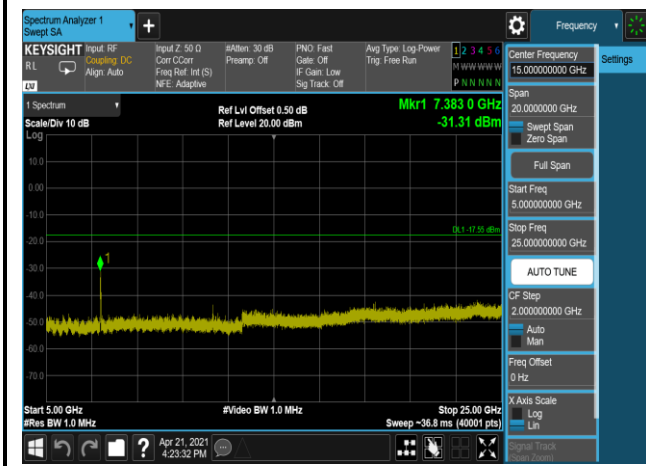 Spectrum Analyzer 1
Swept SA
+
Frequency
KEYSIGHT
RL
LXI
Input: RF
Coupling: DC
Align: Auto
Input Z: 50 Ω
Corr CCorr
Freq Ref: Int (S)
NFE: Adaptive
#Atten: 30 dB
Preamp: Off
PNO: Fast
Gate: Off
IF Gain: Low
Sig Track: Off
Avg Type: Log-Power
Trig: Free Run
1 2 3 4 5 6
M W W W W W
P N N N N N
1 Spectrum
Scale/Div 10 dB
Ref Lvl Offset 0.50 dB
Ref Level 20.00 dBm
Mkr1 7.383 0 GHz
-31.31 dBm
Log
10.0
0.00
-10.0
DL1 -17.55 dBm
-20.0
1
-30.0
-40.0
-50.0
-60.0
-70.0
Start 5.00 GHz
#Res BW 1.0 MHz
#Video BW 1.0 MHz
Stop 25.00 GHz
Sweep ~36.8 ms (40001 pts)
Center Frequency
15.000000000 GHz
Settings
Span
20.0000000 GHz
Swept Span
Zero Span
Full Span
Start Freq
5.000000000 GHz
Stop Freq
25.000000000 GHz
AUTO TUNE
CF Step
2.000000000 GHz
Auto
Man
Freq Offset
0 Hz
X Axis Scale
Log
Lin
Signal Track
(Span Zoom)
?
Apr 21, 2021
4:23:32 PM